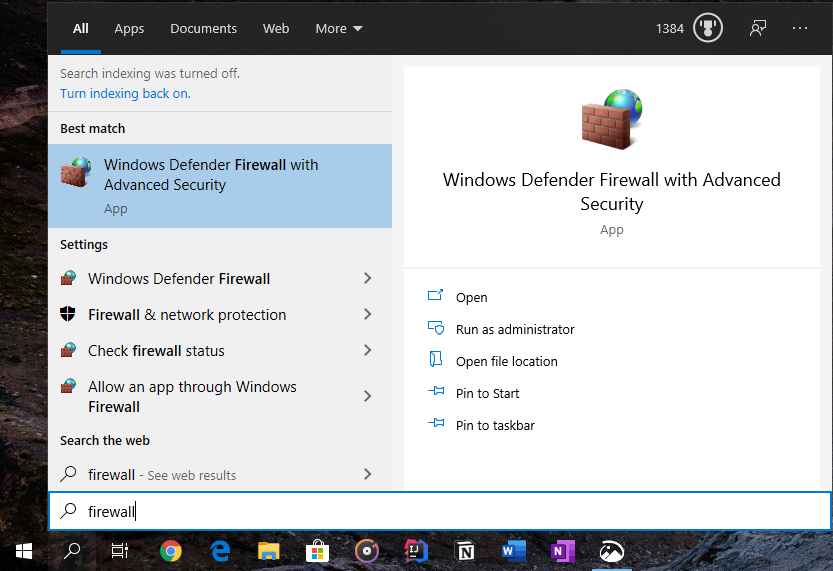 All Apps Documents Web More 1384 ...
Search indexing was turned off.
Turn indexing back on.
Best match
Windows Defender Firewall with
Advanced Security
App
Settings
Windows Defender Firewall
Firewall & network protection
Check firewall status
Allow an app through Windows
Firewall
Search the web
firewall - See web results
firewall
Windows Defender Firewall with Advanced
Security
App
Open
Run as administrator
Open file location
Pin to Start
Pin to taskbar
IJ N W N